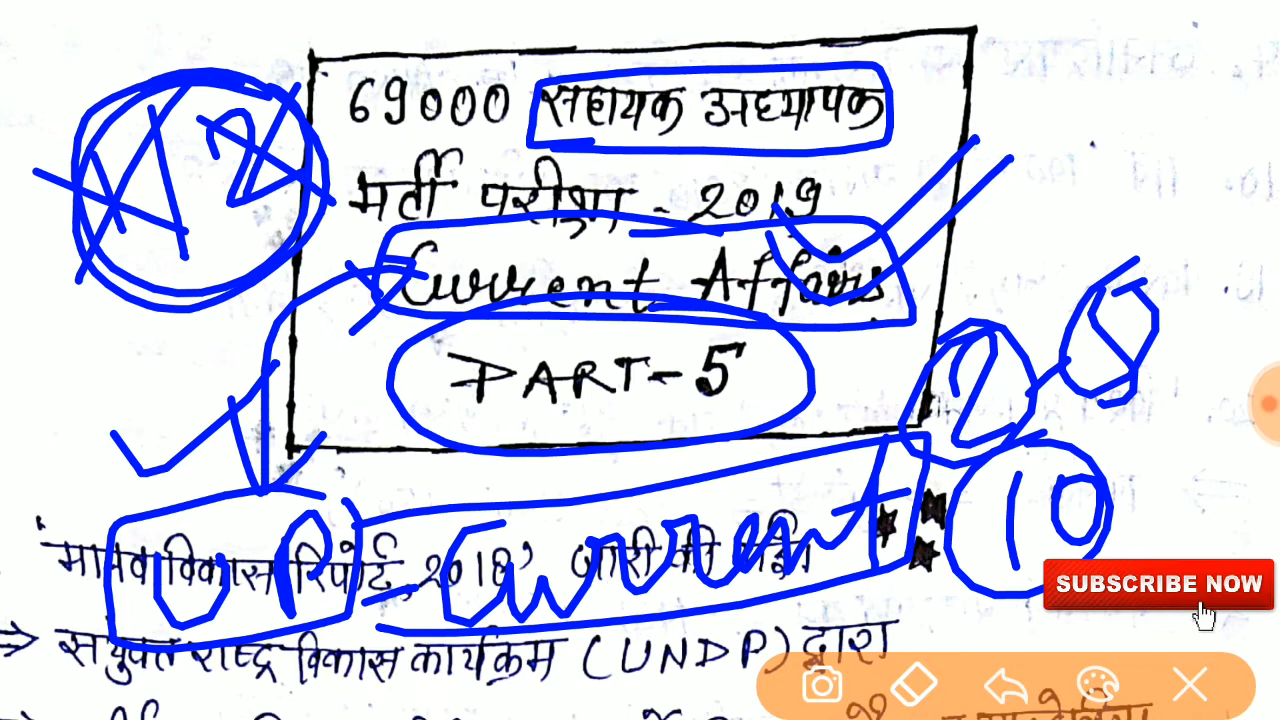 69000 सहायक अध्यापक
भर्ती परीक्षा - 2019
Current Affairs
PART-5
UP - Current
10
मानव विकास रिपोर्ट, 2018' जारी की गई।
SUBSCRIBE NOW
⇒ संयुक्त राष्ट्र विकास कार्यक्रम (UNDP) द्वारा